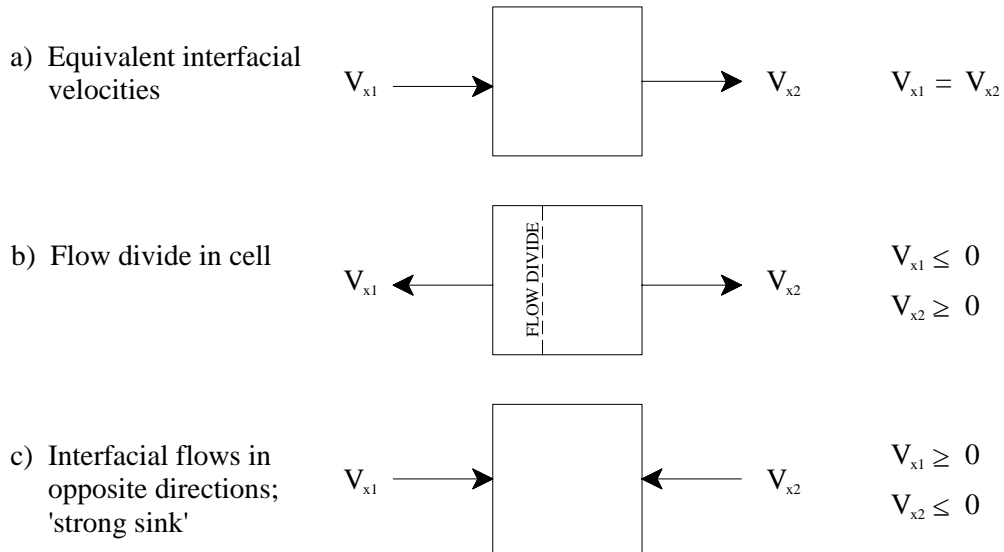 a) Equivalent interfacial
velocities
V_x1
V_x2
V_x1 = V_x2
b) Flow divide in cell
V_x1
FLOW DIVIDE
V_x2
V_x1 ≤ 0
V_x2 ≥ 0
c) Interfacial flows in
opposite directions;
'strong sink'
V_x1
V_x2
V_x1 ≥ 0
V_x2 ≤ 0